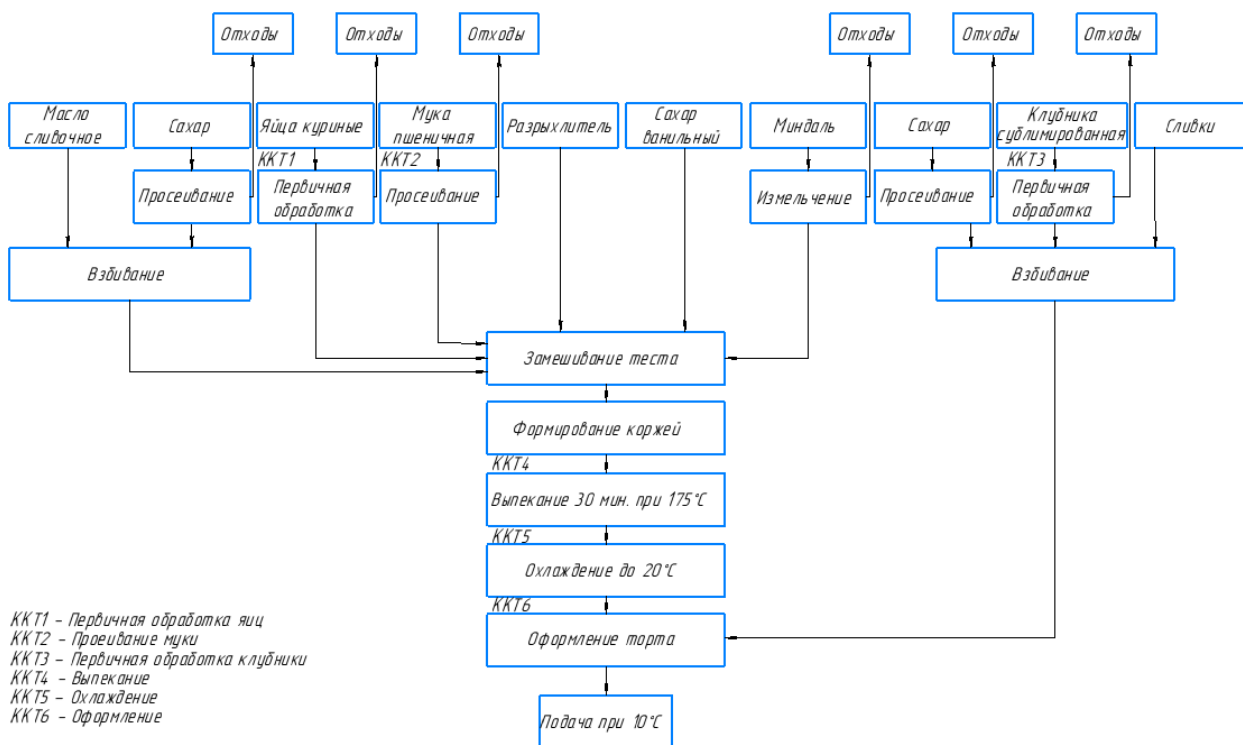 Отходы
Отходы
Отходы
Отходы
Отходы
Отходы
Масло
сливочное
Сахар
Яйца куриные
Мука
пшеничная
Разрыхлитель
Сахар
ванильный
Миндаль
Сахар
Клубника
сублимированная
Сливки
ККТ1
ККТ2
ККТ3
Просеивание
Первичная
обработка
Просеивание
Измельчение
Просеивание
Первичная
обработка
Взбивание
Взбивание
Замешивание теста
Формирование коржей
ККТ4
Выпекание 30 мин. при 175°С
ККТ5
Охлаждение до 20°С
ККТ6
Оформление торта
Подача при 10°С
ККТ1 - Первичная обработка яиц
ККТ2 - Проеивание муки
ККТ3 - Первичная обработка клубники
ККТ4 - Выпекание
ККТ5 - Охлаждение
ККТ6 - Оформление